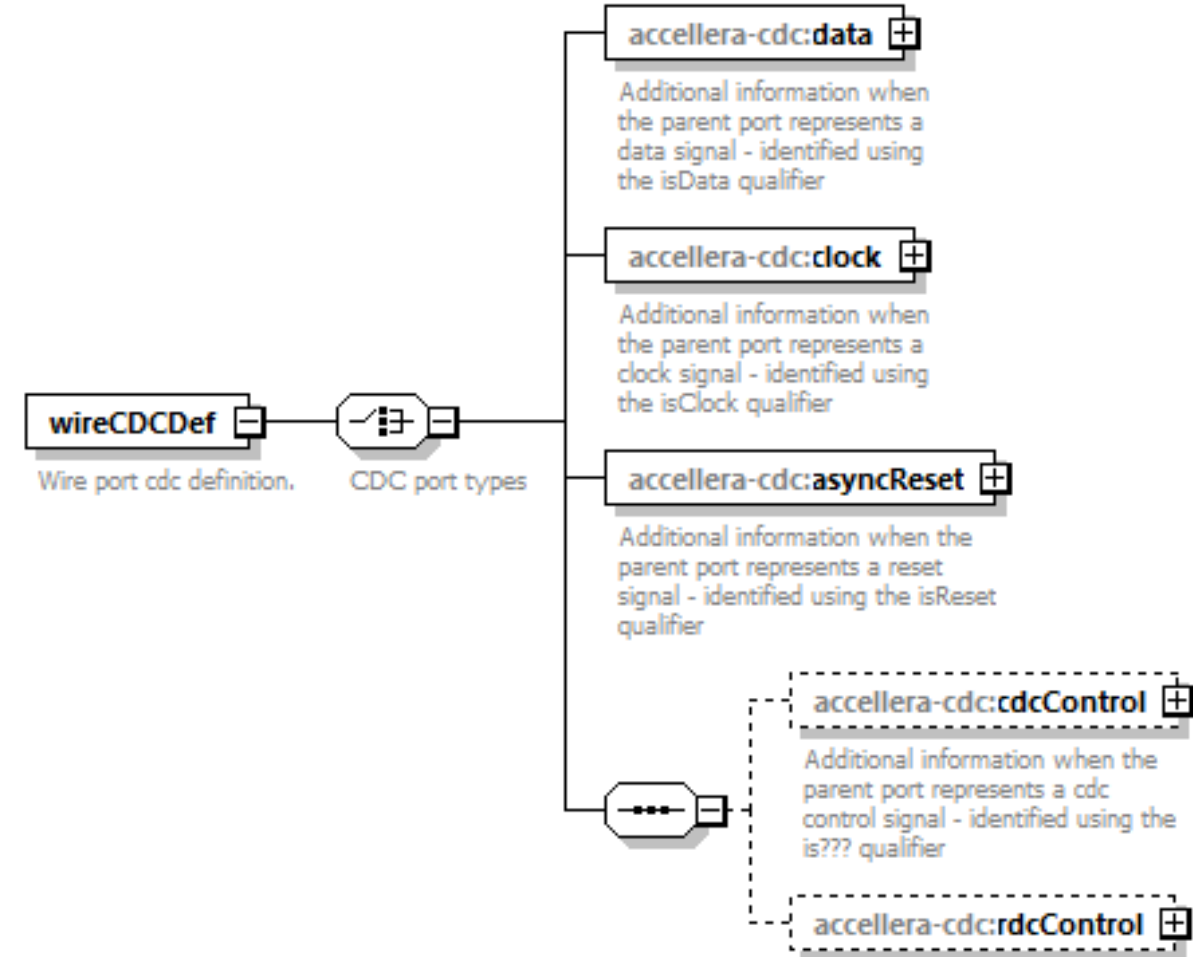 accellera-cdc:data
Additional information when
the parent port represents a
data signal - identified using
the isData qualifier
accellera-cdc:clock
Additional information when
the parent port represents a
clock signal - identified using
the isClock qualifier
wireCDCDef
Wire port cdc definition.
CDC port types
accellera-cdc:asyncReset
Additional information when the
parent port represents a reset
signal - identified using the isReset
qualifier
accellera-cdc:cdcControl
Additional information when the
parent port represents a cdc
control signal - identified using the
is??? qualifier
accellera-cdc:rdcControl